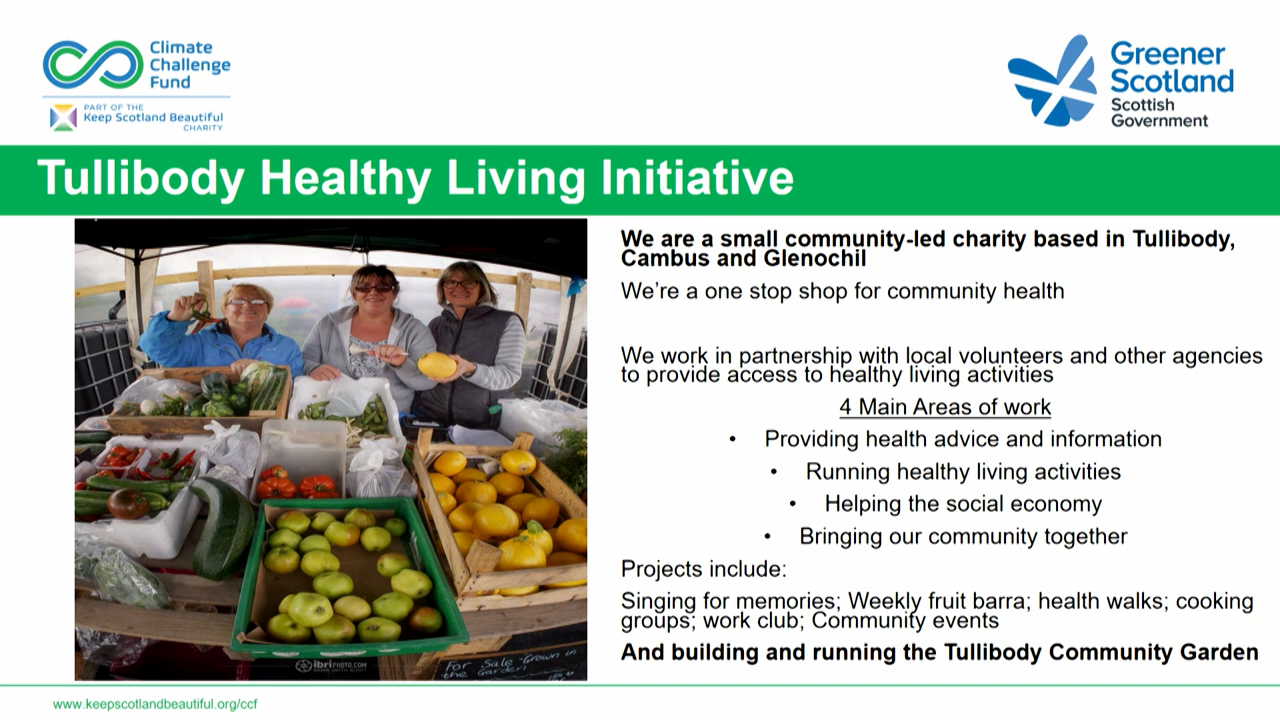 Climate
Challenge
Fund
PART OF THE
Keep Scotland Beautiful
CHARITY
Greener
Scotland
Scottish
Government
Tullibody Healthy Living Initiative
We are a small community-led charity based in Tullibody,
Cambus and Glenochil
We're a one stop shop for community health
We work in partnership with local volunteers and other agencies
to provide access to healthy living activities
4 Main Areas of work
• Providing health advice and information
• Running healthy living activities
• Helping the social economy
• Bringing our community together
Projects include:
Singing for memories; Weekly fruit barra; health walks; cooking
groups; work club; Community events
And building and running the Tullibody Community Garden
ibriPHOTO.COM
For Sale Grown in
the Garden
www.keepscotlandbeautiful.org/ccf